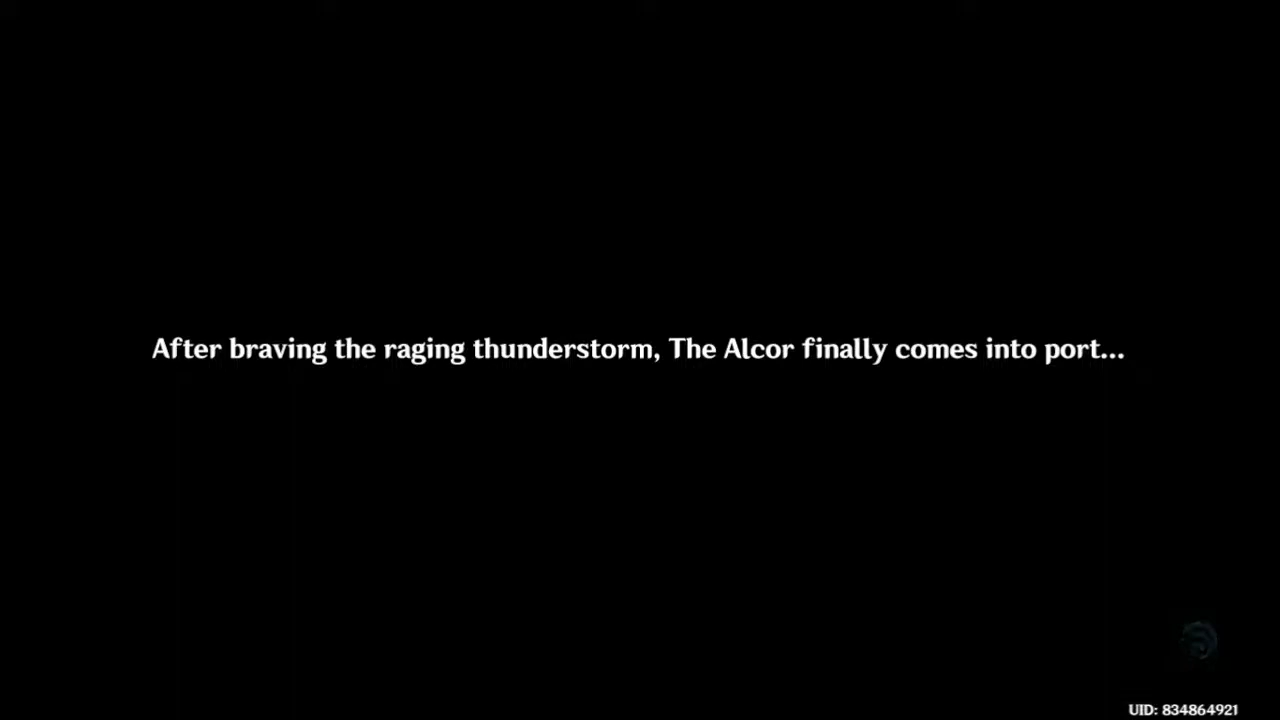 After braving the raging thunderstorm, The Alcor finally comes into port...
UID: 834864921